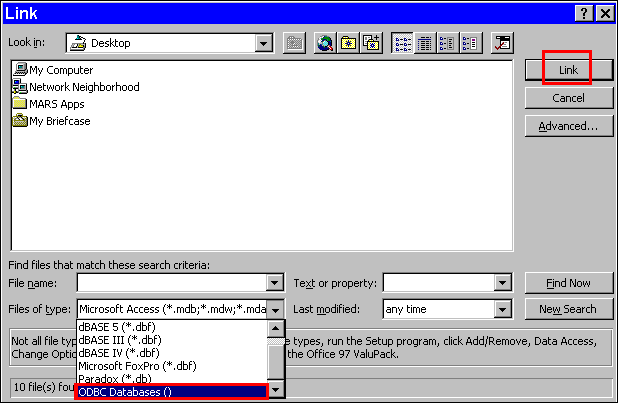 Link
Look in: Desktop
My Computer
Network Neighborhood
MARS Apps
My Briefcase
Link
Cancel
Advanced...
Find files that match these search criteria:
File name: Text or property: Find Now
Files of type: Microsoft Access (*.mdb;*.mdw;*.mda Last modified: any time New Search
dBASE 5 (*.dbf)
dBASE III (*.dbf)
dBASE IV (*.dbf)
Microsoft FoxPro (*.dbf)
Paradox (*.db)
ODBC Databases ()
Not all file typ e types, run the Setup program, click Add/Remove, Data Access,
Change Optio the Office 97 ValuPack.
10 file(s) fou